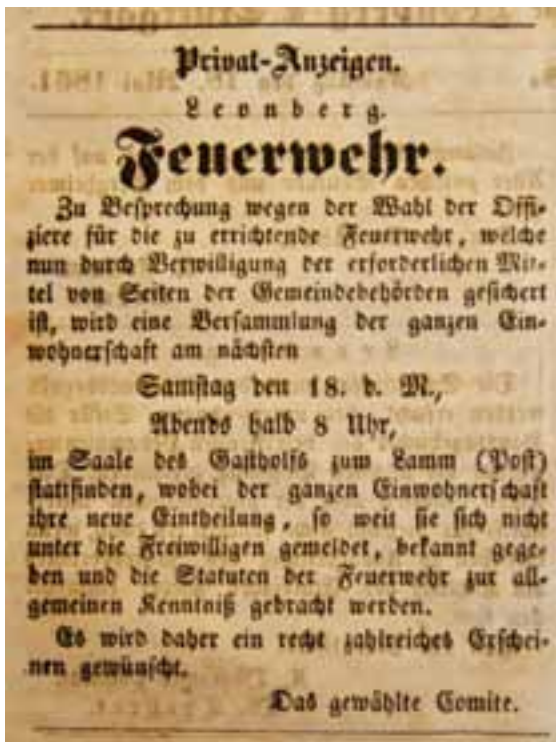 Privat-Anzeigen.
Leonberg.
Feuerwehr.
Zu Besprechung wegen der Wahl der Offi-
ziere für die zu errichtende Feuerwehr, welche
nun durch Verwilligung der erforderlichen Mit-
tel von Seiten der Gemeindebehörden gesichert
ist, wird eine Versammlung der ganzen Ein-
wohnerschaft am nächsten
Samstag den 18. d. M.,
Abends halb 8 Uhr,
im Saale des Gasthofs zum Lamm (Post)
stattfinden, wobei der ganzen Einwohnerschaft
ihre neue Eintheilung, so weit sie sich nicht
unter die Freiwilligen gemeldet, bekannt gege-
ben und die Statuten der Feuerwehr zur all-
gemeinen Kenntniß gebracht werden.
Es wird daher ein recht zahlreiches Erschei-
nen gewünscht.
Das gewählte Comite.